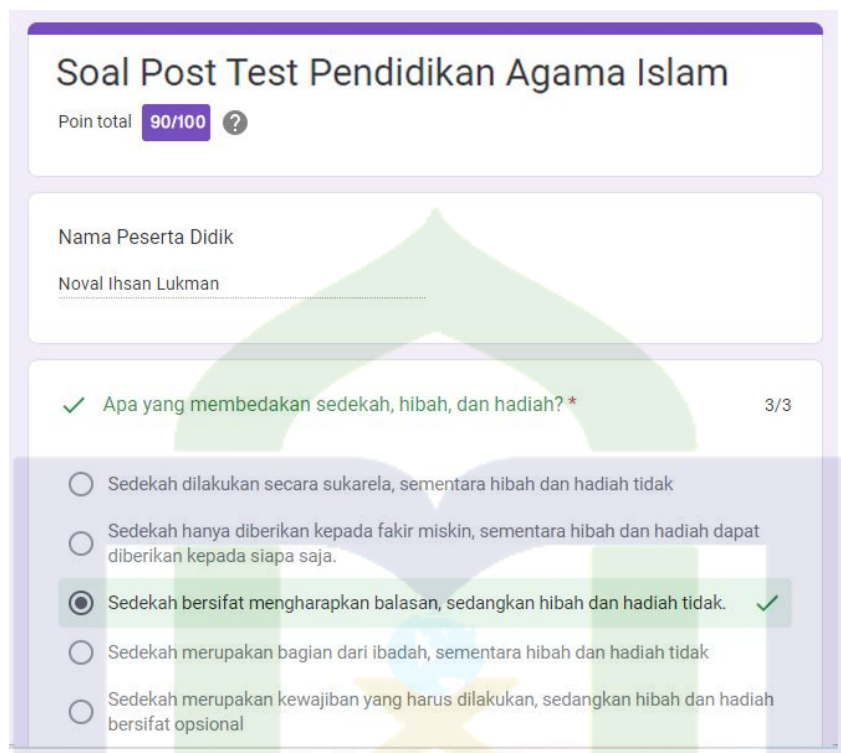 Soal Post Test Pendidikan Agama Islam
Poin total 90/100 ?
Nama Peserta Didik
Noval Ihsan Lukman
Apa yang membedakan sedekah, hibah, dan hadiah? * 3/3
Sedekah dilakukan secara sukarela, sementara hibah dan hadiah tidak
Sedekah hanya diberikan kepada fakir miskin, sementara hibah dan hadiah dapat
diberikan kepada siapa saja.
Sedekah bersifat mengharapkan balasan, sedangkan hibah dan hadiah tidak.
Sedekah merupakan bagian dari ibadah, sementara hibah dan hadiah tidak
Sedekah merupakan kewajiban yang harus dilakukan, sedangkan hibah dan hadiah
bersifat opsional